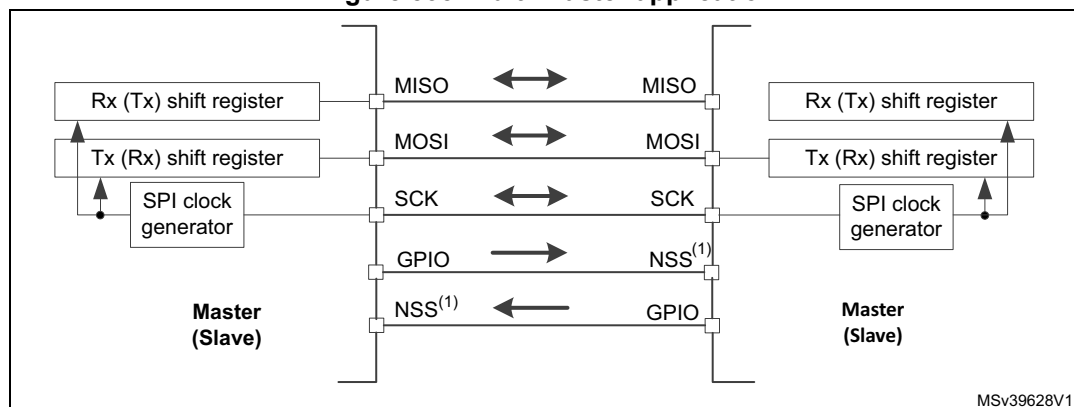 Rx (Tx) shift register
Tx (Rx) shift register
SPI clock
generator
Master
(Slave)
MISO MISO
MOSI MOSI
SCK SCK
GPIO NSS(1)
NSS(1) GPIO
Rx (Tx) shift register
Tx (Rx) shift register
SPI clock
generator
Master
(Slave)
MSv39628V1